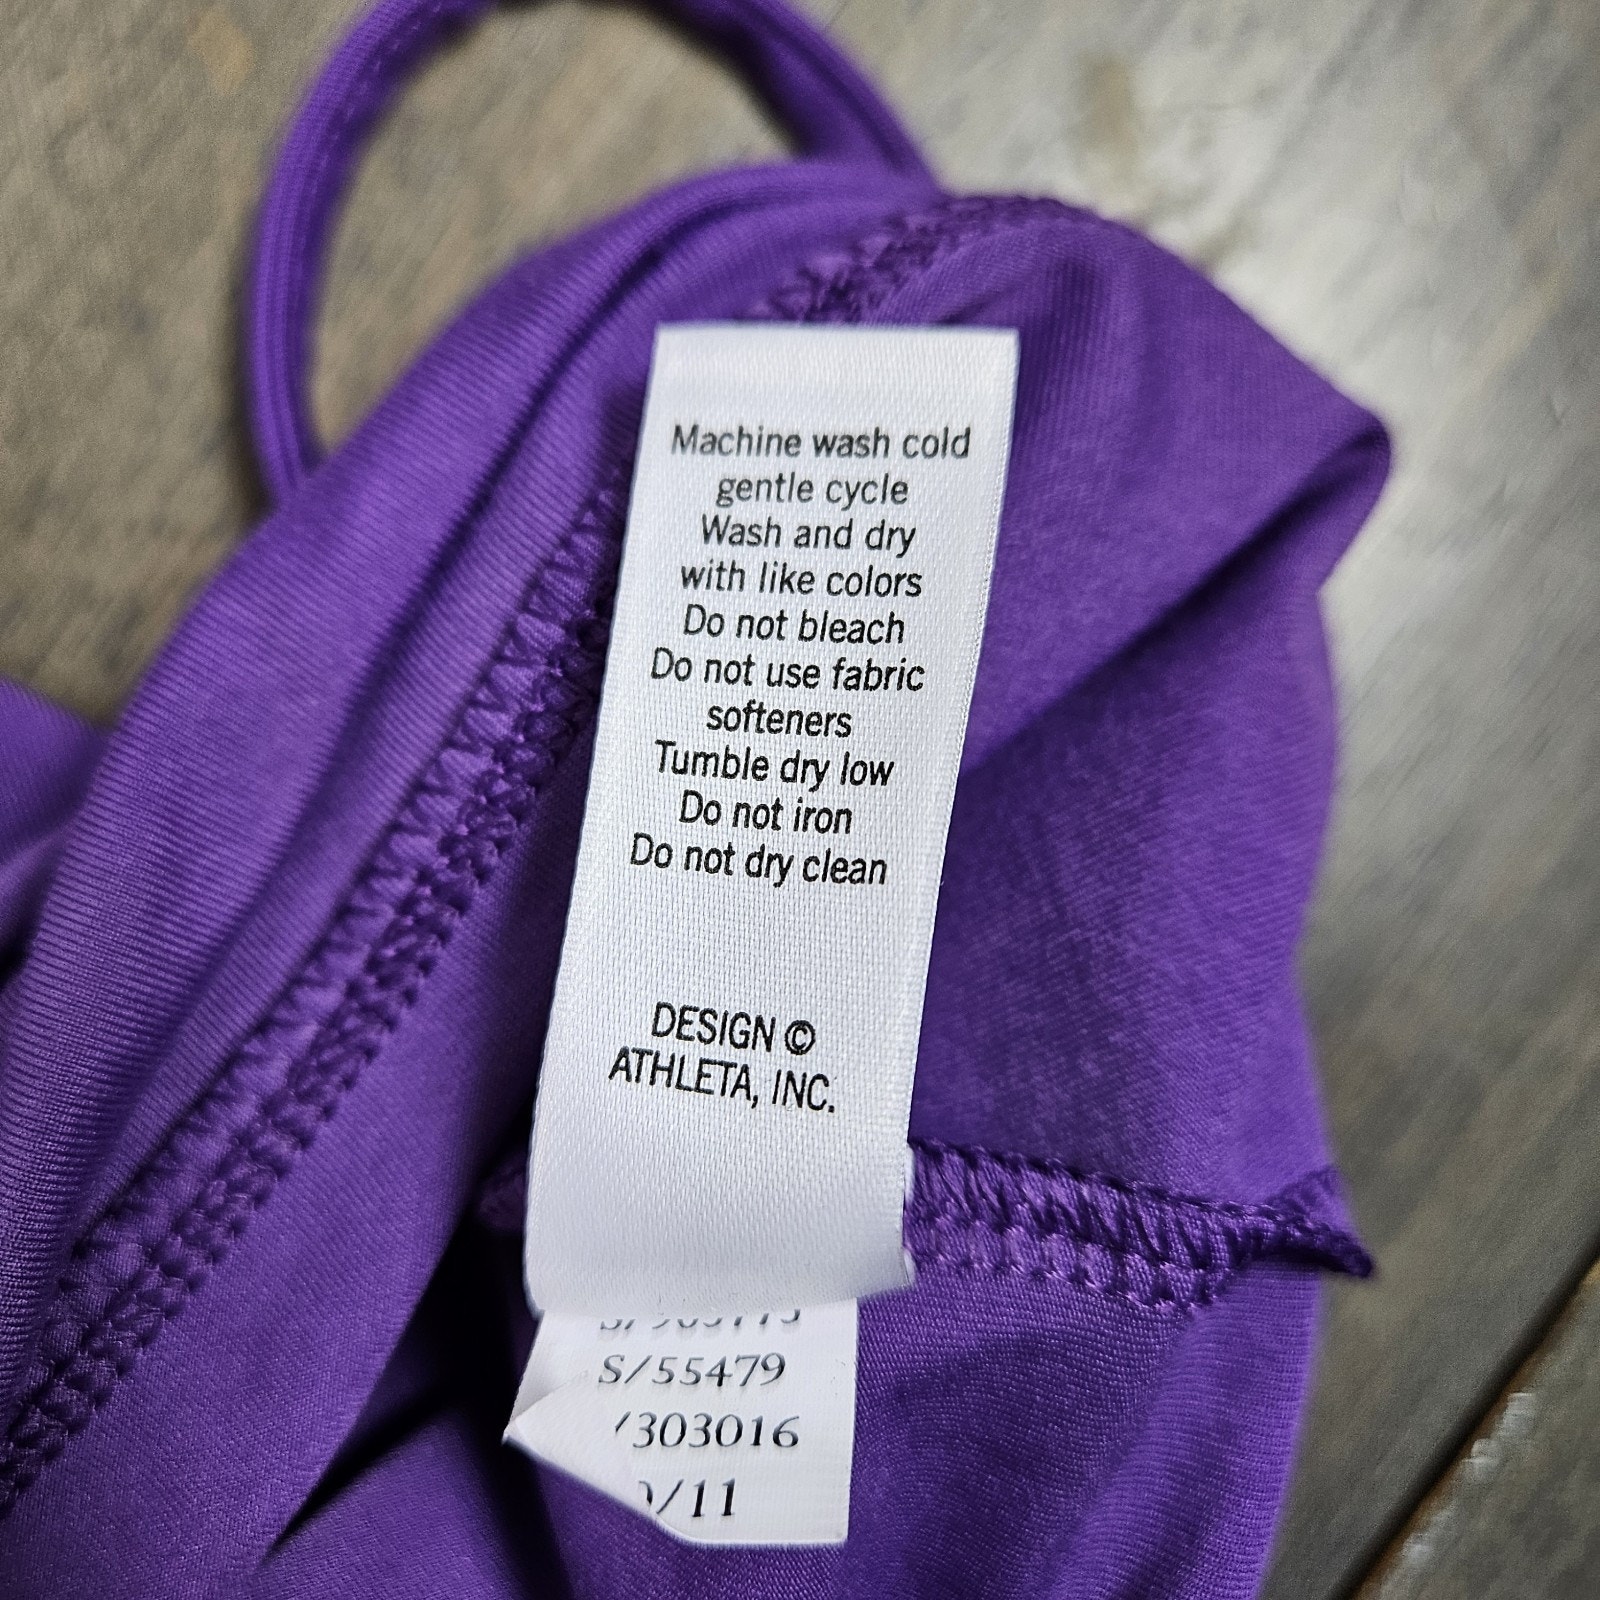 Machine wash cold
gentle cycle
Wash and dry
with like colors
Do not bleach
Do not use fabric
softeners
Tumble dry low
Do not iron
Do not dry clean
DESIGN ©
ATHLETA, INC.
S/55479
/303016
/11